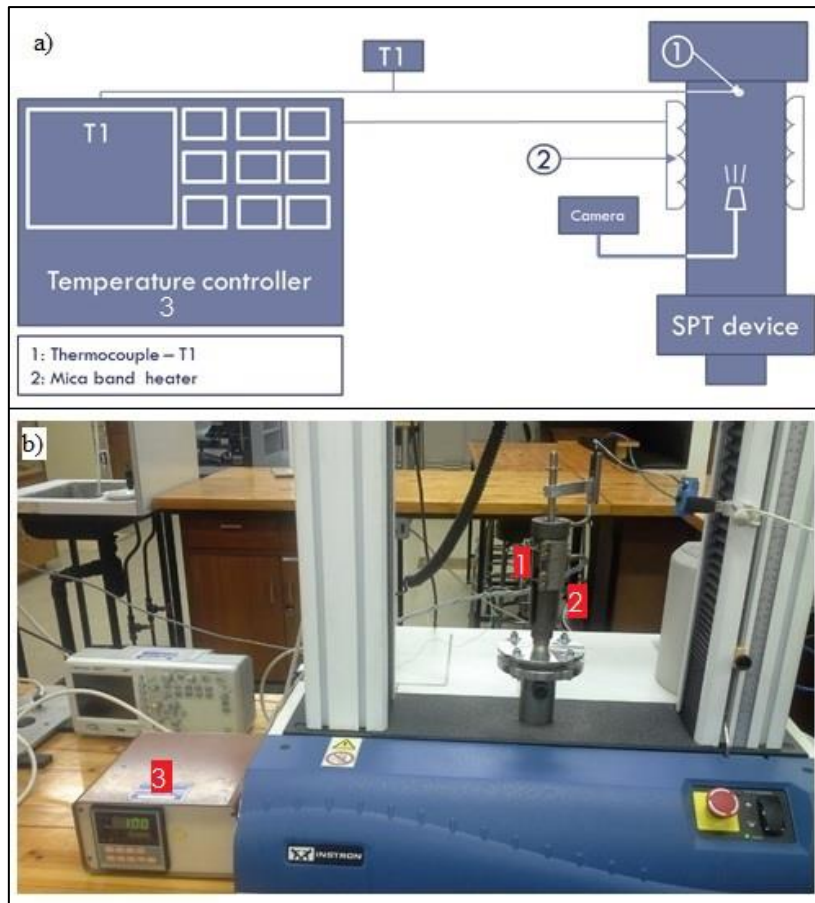 a)
T1
1
T1
2
Camera
Temperature controller
3
SPT device
1: Thermocouple – T1
2: Mica band heater
b)
1
2
3
100
INSTRON